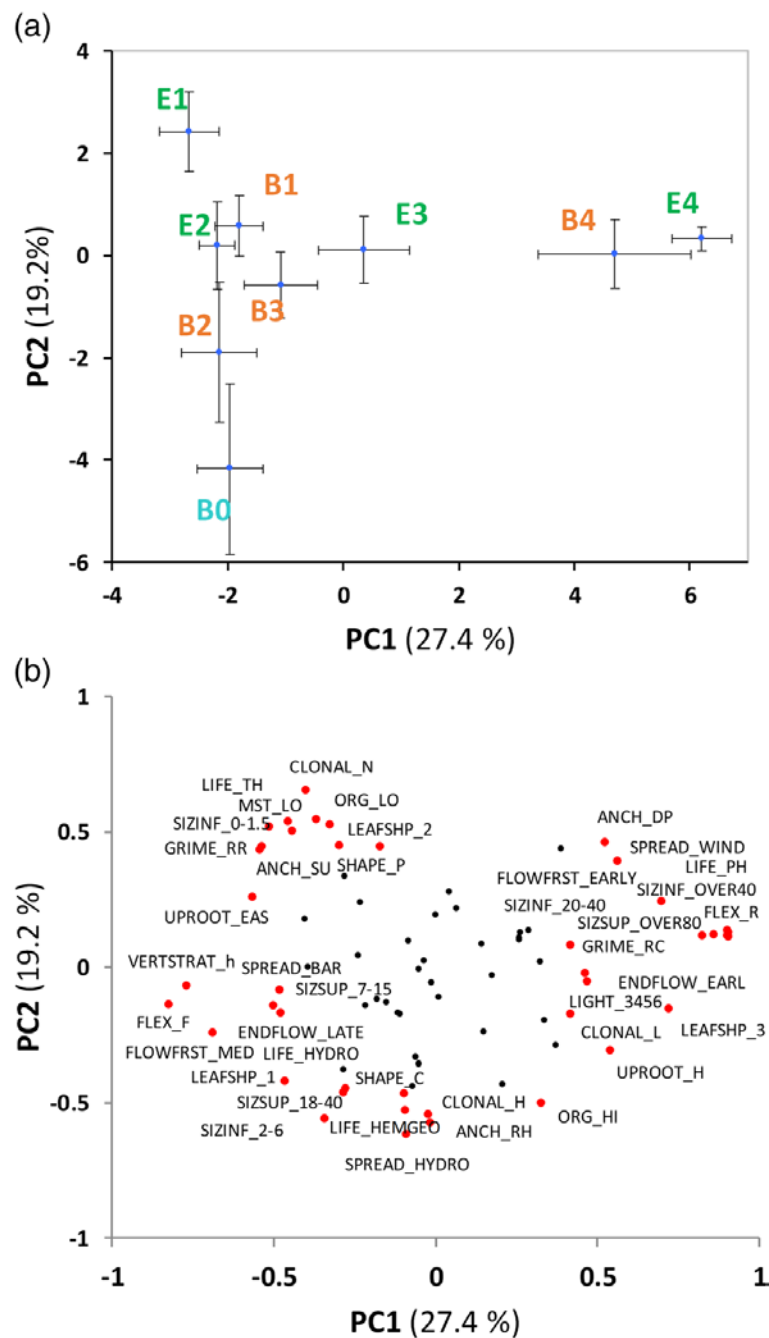 (a)
4
E1
2
B1
E2
E3
B4
E4
0
B2
B3
-2
-4
B0
-6
PC2 (19.2%)
-4 -2 0 2 4 6
PC1 (27.4 %)
(b)
1
CLONAL_N
LIFE_TH
MST_LO
ORG_LO
ANCH_DP
SIZINF_0-1.5
LEAFSHP_2
SPREAD_WIND
0.5
GRIME_RR
ANCH_SU
SHAPE_P
FLOWFRST_EARLY
LIFE_PH
SIZINF_OVER40
UPROOT_EAS
SIZINF_20-40
SIZSUP_OVER80
FLEX_R
GRIME_RC
VERTSTRAT_h
SPREAD_BAR
0
SIZSUP_7-15
ENDFLOW_EARL
FLEX_F
LIGHT_3456
FLOWFRST_MED
ENDFLOW_LATE
CLONAL_L
LEAFSHP_3
LIFE_HYDRO
LEAFSHP_1
SHAPE_C
UPROOT_H
SIZSUP_18-40
CLONAL_H
ORG_HI
-0.5
SIZINF_2-6
LIFE_HEMGEO
ANCH_RH
SPREAD_HYDRO
-1
PC2 (19.2 %)
-1 -0.5 0 0.5 1
PC1 (27.4 %)